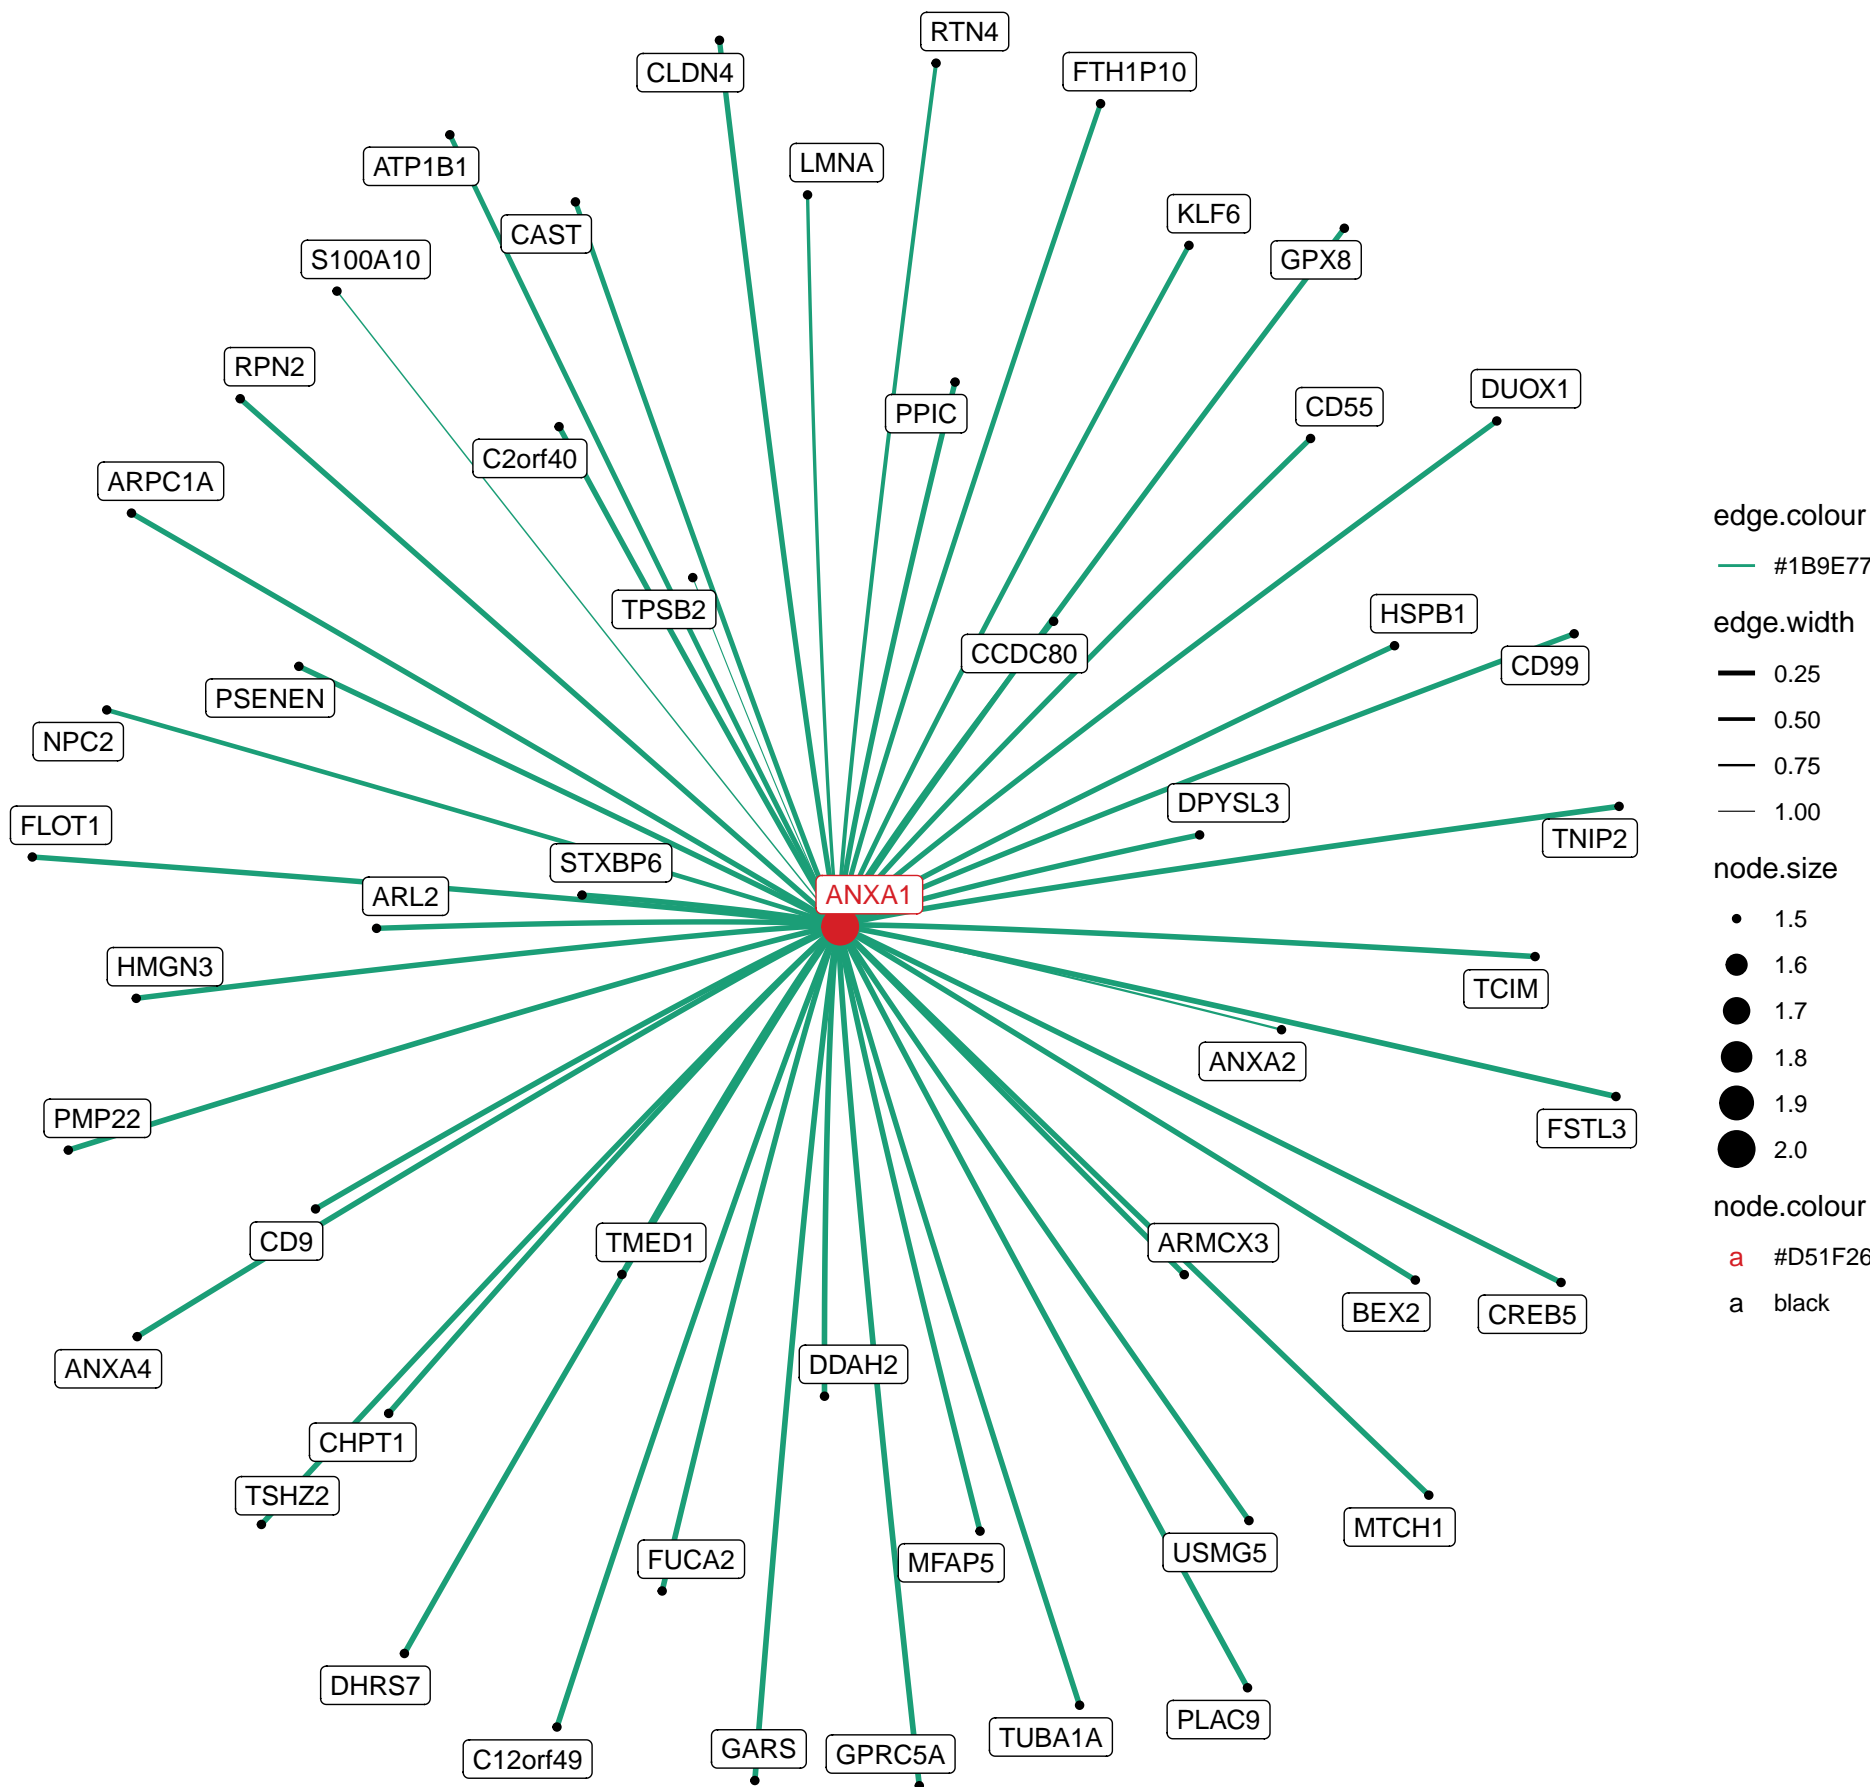 RTN4
CLDN4
FTH1P10
ATP1B1
LMNA
KLF6
CAST
S100A10
GPX8
RPN2
DUOX1
CD55
PPIC
C2orf40
ARPC1A
TPSB2
HSPB1
CCDC80
CD99
PSENEN
NPC2
DPYSL3
FLOT1
TNIP2
STXBP6
ANXA1
ARL2
HMGN3
TCIM
ANXA2
PMP22
FSTL3
CD9
TMED1
ARMCX3
BEX2
CREB5
ANXA4
DDAH2
CHPT1
TSHZ2
MTCH1
USMG5
FUCA2
MFAP5
DHRS7
PLAC9
TUBA1A
GARS
GPRC5A
C12orf49
edge.colour
#1B9E77
edge.width
0.25
0.50
0.75
1.00
node.size
1.5
1.6
1.7
1.8
1.9
2.0
node.colour
a #D51F26
a black